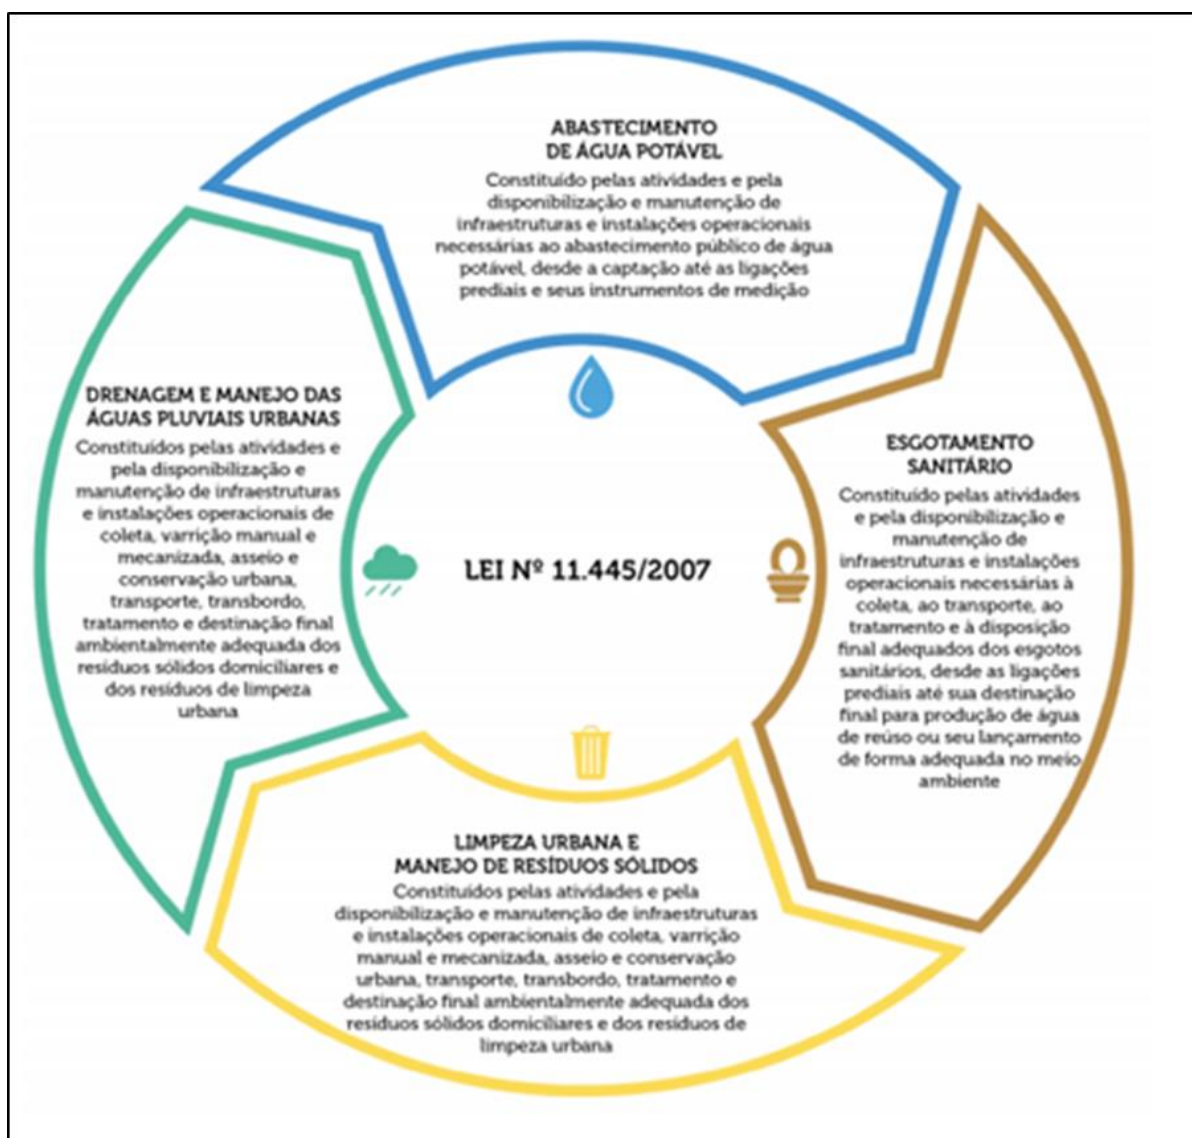 ABASTECIMENTO
DE ÁGUA POTÁVEL
Constituído pelas atividades e pela
disponibilização e manutenção de
infraestruturas e instalações operacionais
necessárias ao abastecimento público de água
potável, desde a captação até as ligações
prediais e seus instrumentos de medição
DRENAGEM E MANEJO DAS
ÁGUAS PLUVIAIS URBANAS
Constituídos pelas atividades e
pela disponibilização e
manutenção de infraestruturas
e instalações operacionais de
coleta, varrição manual e
mecanizada, asseio e
conservação urbana,
transporte, transbordo,
tratamento e destinação final
ambientalmente adequada dos
resíduos sólidos domiciliares e
dos resíduos de limpeza
urbana
LEI Nº 11.445/2007
ESGOTAMENTO
SANITÁRIO
Constituído pelas atividades
e pela disponibilização e
manutenção de
infraestruturas e instalações
operacionais necessárias à
coleta, ao transporte, ao
tratamento e à disposição
final adequados dos esgotos
sanitários, desde as ligações
prediais até sua destinação
final para produção de água
de reúso ou seu lançamento
de forma adequada no meio
ambiente
LIMPEZA URBANA E
MANEJO DE RESÍDUOS SÓLIDOS
Constituídos pelas atividades e pela
disponibilização e manutenção de infraestruturas
e instalações operacionais de coleta, varrição
manual e mecanizada, asseio e conservação
urbana, transporte, transbordo, tratamento e
destinação final ambientalmente adequada dos
resíduos sólidos domiciliares e dos resíduos de
limpeza urbana